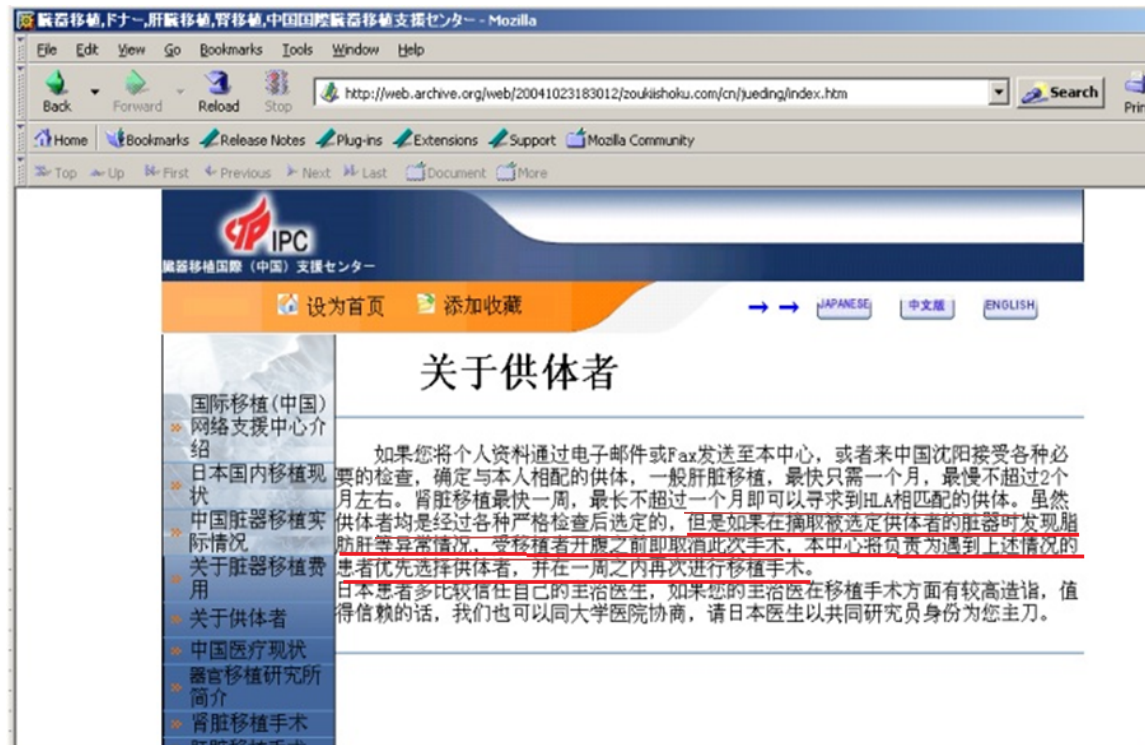 臓器移植,ドナー,肝臓移植,腎移植,中国国際臓器移植支援センター - Mozilla
File Edit View Go Bookmarks Tools Window Help
Back Forward Reload Stop http://web.archive.org/web/20041023183012/zoukiishoku.com/cn/jueding/index.htm Search Prin
Home Bookmarks Release Notes Plug-ins Extensions Support Mozilla Community
Top Up First Previous Next Last Document More
IPC
臓器移植国際（中国）支援センター
设为首页 添加收藏 JAPANESE 中文版 ENGLISH
关于供体者
国际移植(中国)
网络支援中心介
绍
日本国内移植现
状
中国脏器移植实
际情况
关于脏器移植费
用
关于供体者
中国医疗现状
器官移植研究所
简介
肾脏移植手术
肝脏移植手术
如果您将个人资料通过电子邮件或Fax发送至本中心，或者来中国沈阳接受各种必
要的检查，确定与本人相配的供体，一般肝脏移植，最快只需一个月，最慢不超过2个
月左右。肾脏移植最快一周，最长不超过一个月即可以寻求到HLA相匹配的供体。虽然
供体者均是经过各种严格检查后选定的，但是如果在摘取被选定供体者的脏器时发现脂
肪肝等异常情况，受移植者开腹之前即取消此次手术，本中心将负责为遇到上述情况的
患者优先选择供体者，并在一周之内再次进行移植手术。
日本患者多比较信任自己的主治医生，如果您的主治医在移植手术方面有较高造诣，值
得信赖的话，我们也可以同大学医院协商，请日本医生以共同研究员身份为您主刀。